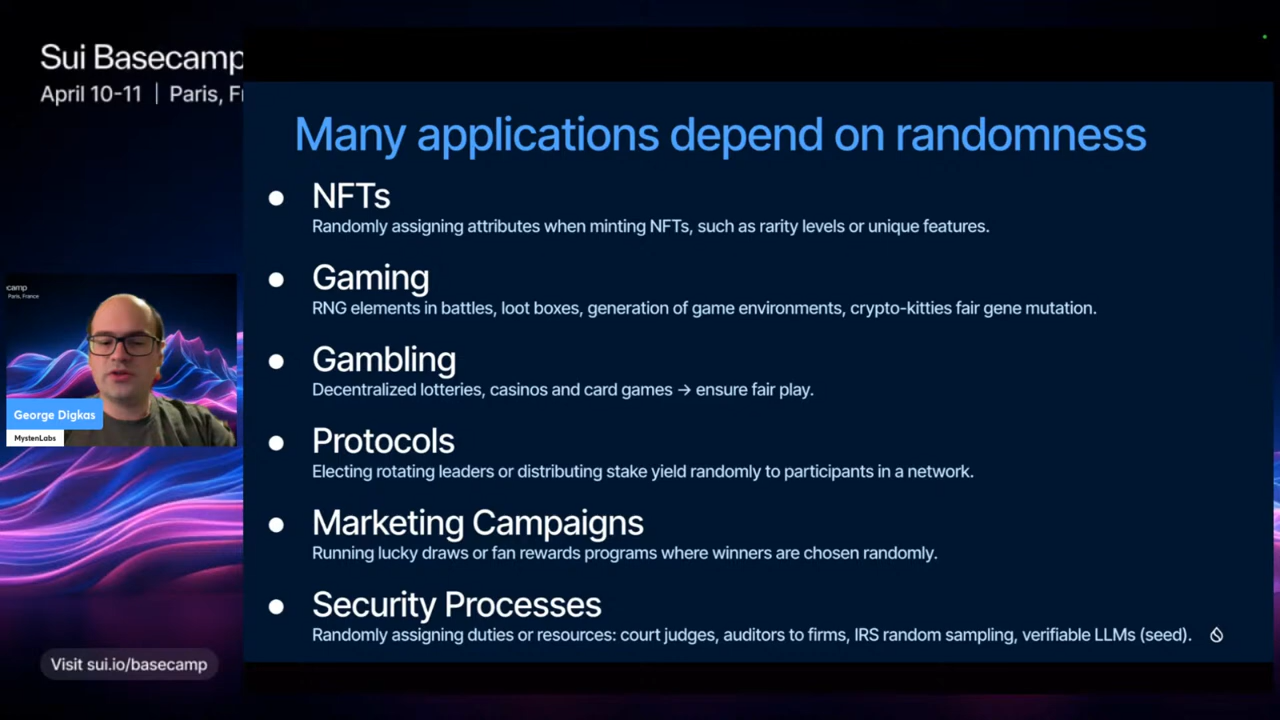 Sui Basecamp
April 10-11 | Paris, Fr
Many applications depend on randomness
● NFTs
Randomly assigning attributes when minting NFTs, such as rarity levels or unique features.
● Gaming
RNG elements in battles, loot boxes, generation of game environments, crypto-kitties fair gene mutation.
● Gambling
Decentralized lotteries, casinos and card games → ensure fair play.
● Protocols
Electing rotating leaders or distributing stake yield randomly to participants in a network.
● Marketing Campaigns
Running lucky draws or fan rewards programs where winners are chosen randomly.
● Security Processes
Randomly assigning duties or resources: court judges, auditors to firms, IRS random sampling, verifiable LLMs (seed).
camp
Paris, France
George Digkas
MystenLabs
Visit sui.io/basecamp